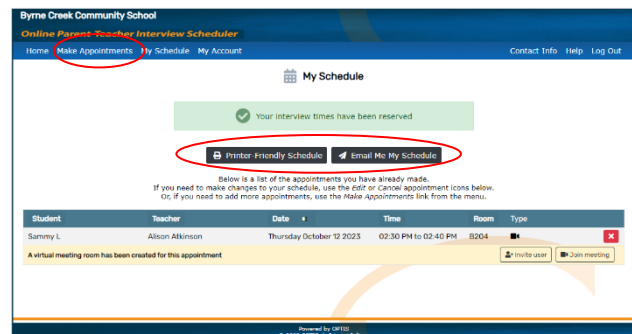 Byrne Creek Community School
Online Parent-Teacher Interview Scheduler
Home Make Appointments My Schedule My Account Contact Info Help Log Out
My Schedule
Your interview times have been reserved
Printer-Friendly Schedule Email Me My Schedule
Below is a list of the appointments you have already made.
If you need to make changes to your schedule, use the Edit or Cancel appointment icons below.
Or, if you need to add more appointments, use the Make Appointments link from the menu.
Student Teacher Date Time Room Type
Sammy L Alison Atkinson Thursday October 12 2023 02:30 PM to 02:40 PM B204
A virtual meeting room has been created for this appointment Invite user Join meeting
Powered by OPTIS